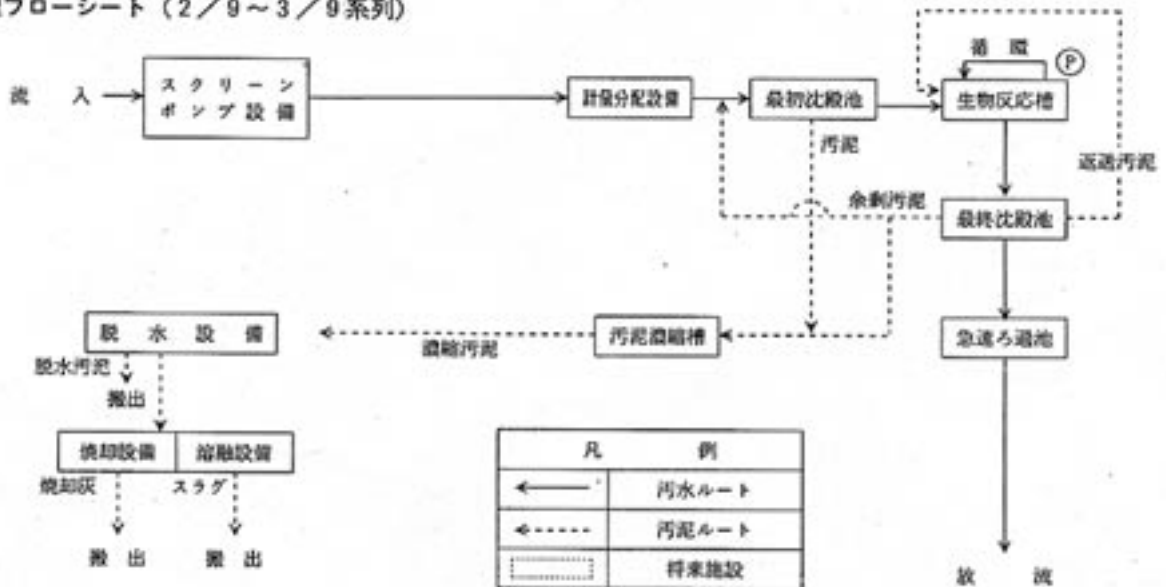 フローシート(2/9~3/9系列)
循 環
P
流 入
スクリーン
ポンプ設備
計量分配設備
最初沈殿池
生物反応槽
汚泥
返送汚泥
余剰汚泥
最終沈殿池
脱 水 設 備
濃縮汚泥
汚泥濃縮槽
急速ろ過池
脱水汚泥
搬出
焼却設備
溶融設備
焼却灰
スラグ
搬 出
搬 出
凡 例
汚水ルート
汚泥ルート
将来施設
放 流